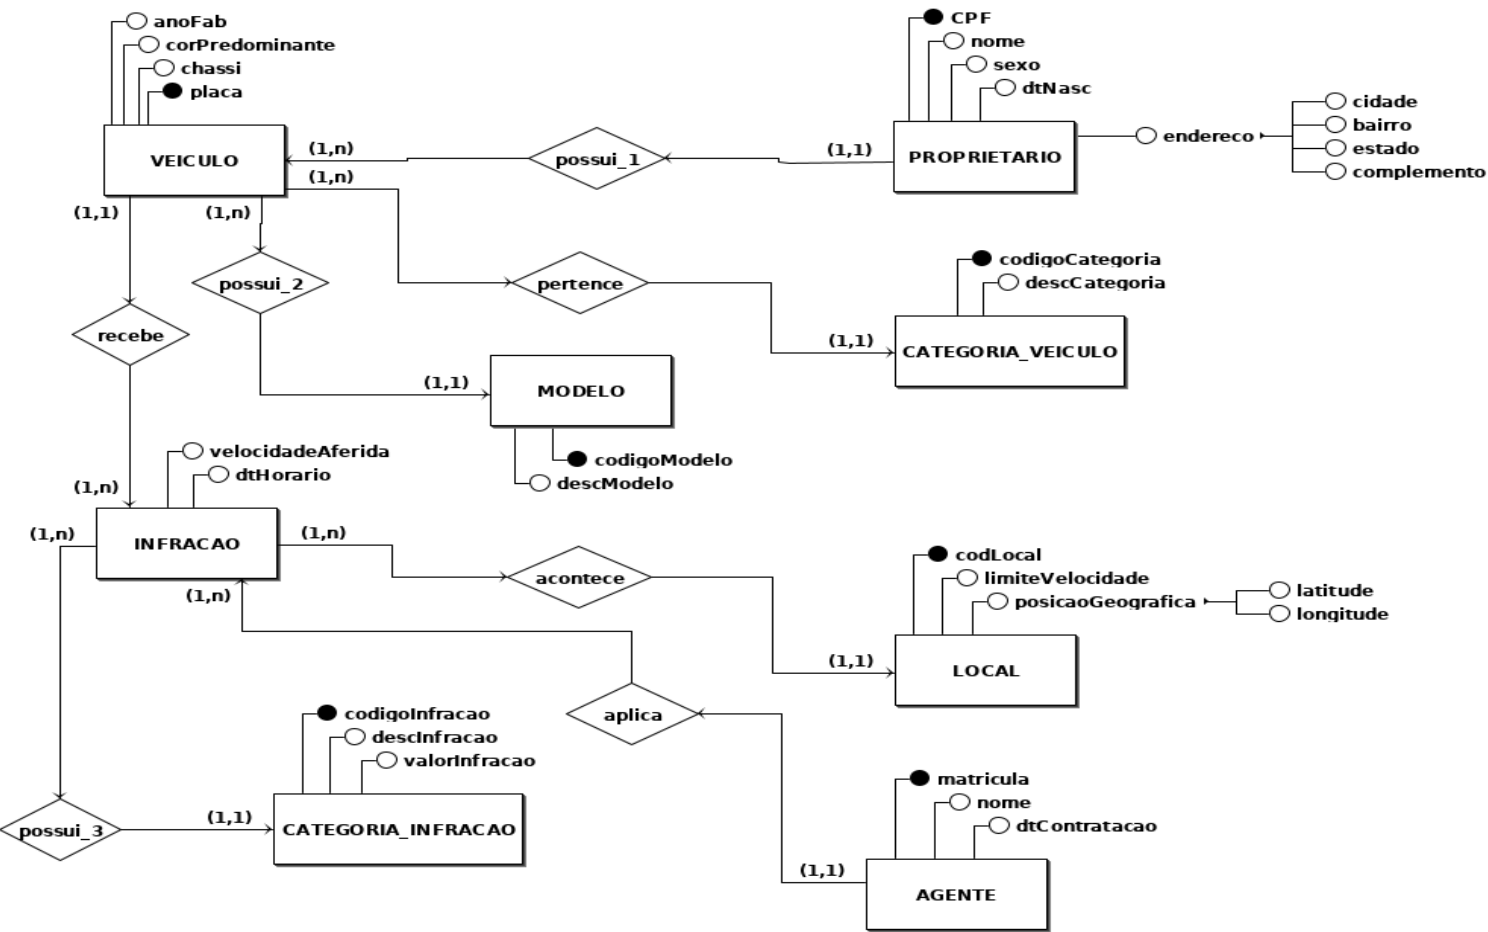 anoFab
corPredominante
chassi
placa
VEICULO
(1,n)
possui_1
(1,1)
CPF
nome
sexo
dtNasc
PROPRIETARIO
endereco
cidade
bairro
estado
complemento
(1,n)
(1,1)
(1,n)
possui_2
pertence
codigoCategoria
descCategoria
(1,1)
CATEGORIA_VEICULO
recebe
(1,1)
MODELO
codigoModelo
descModelo
velocidadeAferida
dtHorario
(1,n)
INFRACAO
(1,n)
(1,n)
(1,n)
acontece
codLocal
limiteVelocidade
posicaoGeografica
latitude
longitude
(1,1)
LOCAL
aplica
codigoInfracao
descInfracao
valorInfracao
possui_3
(1,1)
CATEGORIA_INFRACAO
matricula
nome
dtContratacao
(1,1)
AGENTE